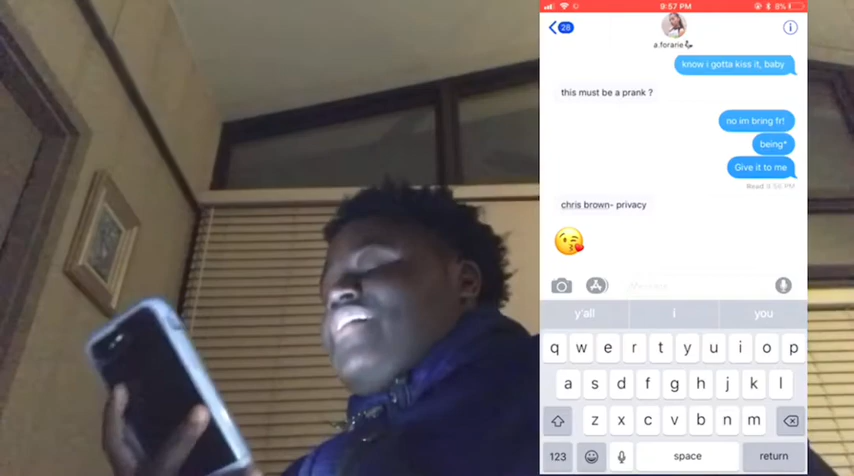 9:57 PM
8%
28
a.forarie
know i gotta kiss it, baby
this must be a prank ?
no im bring fr!
being*
Give it to me
Read 9:56 PM
chris brown- privacy
iMessage
y'all i you
q w e r t y u i o p
a s d f g h j k l
z x c v b n m
123 space return